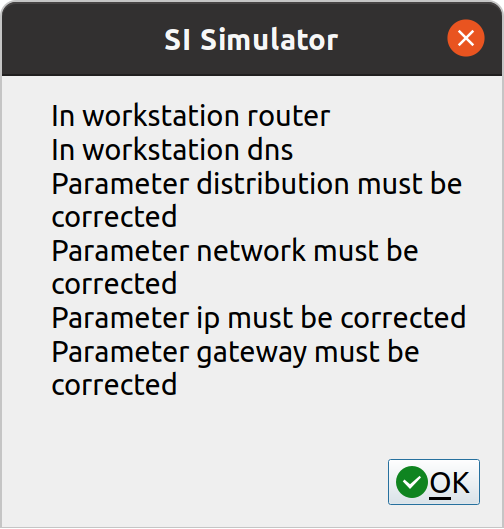 SI Simulator
In workstation router
In workstation dns
Parameter distribution must be
corrected
Parameter network must be
corrected
Parameter ip must be corrected
Parameter gateway must be
corrected
OK